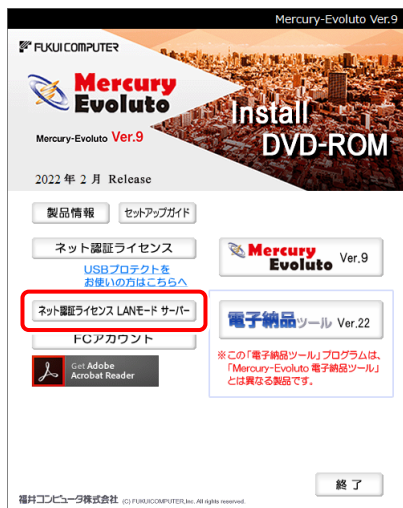 Mercury-Evoluto Ver.9
FUKUI COMPUTER
Mercury
Evoluto
Mercury-Evoluto Ver.9
Install
DVD-ROM
2022 年 2 月 Release
製品情報 セットアップガイド
ネット認証ライセンス
USBプロテクトを
お使いの方はこちらへ
Mercury
Evoluto Ver.9
ネット認証ライセンス LANモード サーバー
電子納品ツール Ver.22
FCアカウント
※この「電子納品ツール」プログラムは、
「Mercury-Evoluto 電子納品ツール」
とは異なる製品です。
Get Adobe
Acrobat Reader
終 了
福井コンピュータ株式会社 (C) FUKUICOMPUTER,Inc. All rights reserved.